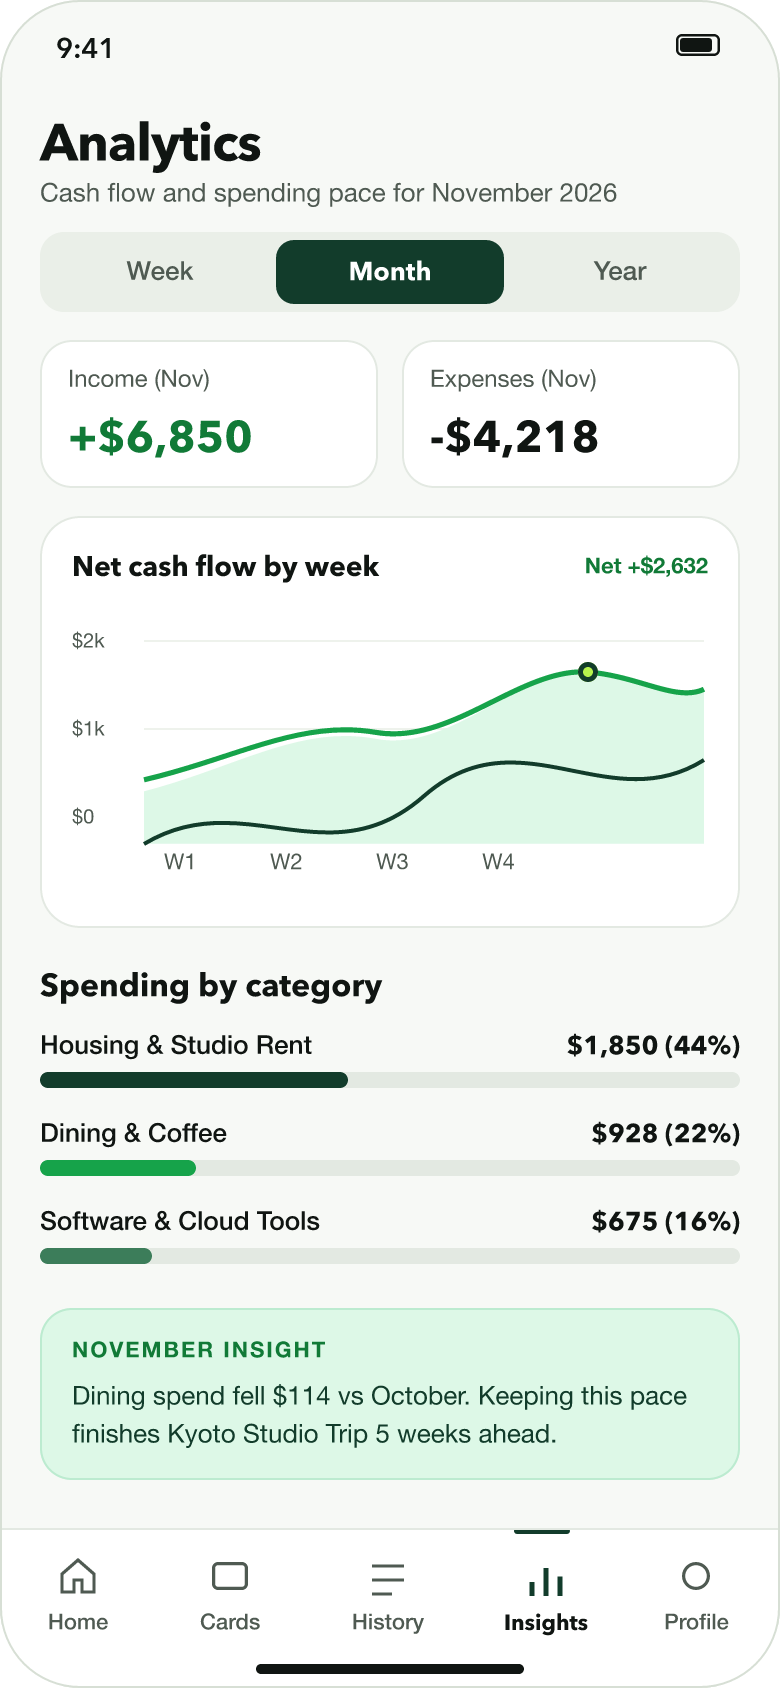 9:41
Analytics
Cash flow and spending pace for November 2026
Week Month Year
Income (Nov)
+$6,850
Expenses (Nov)
-$4,218
Net cash flow by week
Net +$2,632
$2k
$1k
$0
W1 W2 W3 W4
Spending by category
Housing & Studio Rent $1,850 (44%)
Dining & Coffee $928 (22%)
Software & Cloud Tools $675 (16%)
NOVEMBER INSIGHT
Dining spend fell $114 vs October. Keeping this pace
finishes Kyoto Studio Trip 5 weeks ahead.
Home Cards History Insights Profile